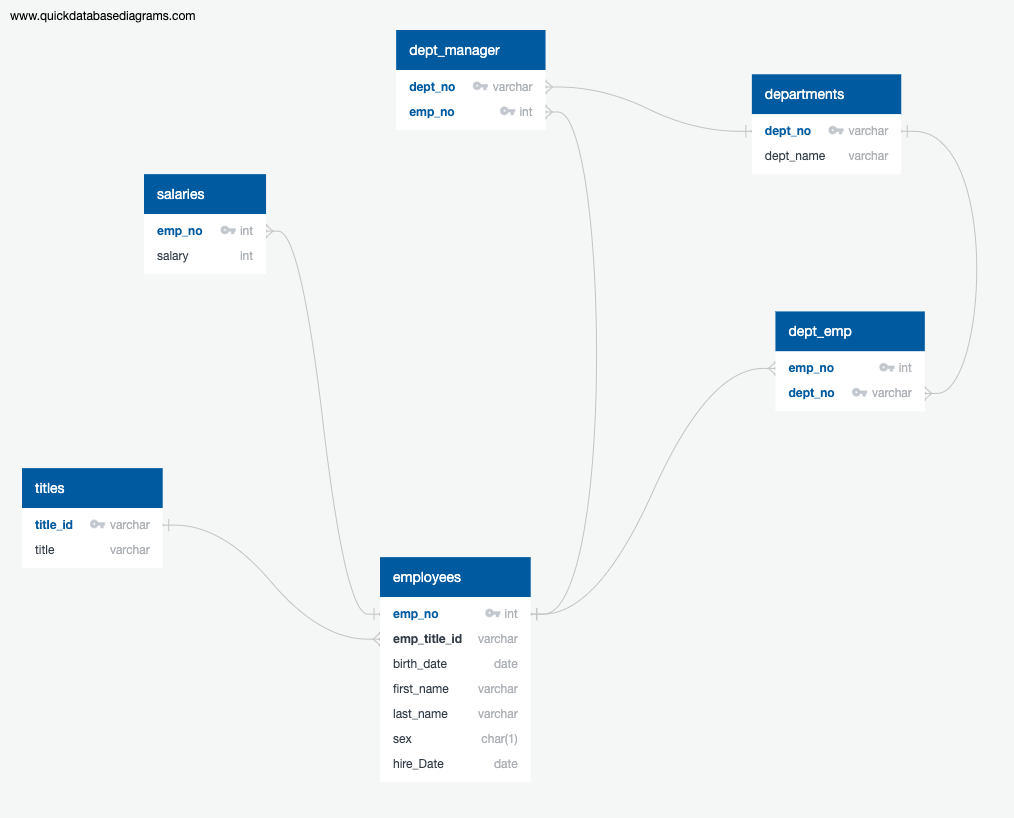 www.quickdatabasediagrams.com
dept_manager
dept_no varchar
emp_no int
departments
dept_no varchar
dept_name varchar
salaries
emp_no int
salary int
dept_emp
emp_no int
dept_no varchar
titles
title_id varchar
title varchar
employees
emp_no int
emp_title_id varchar
birth_date date
first_name varchar
last_name varchar
sex char(1)
hire_Date date